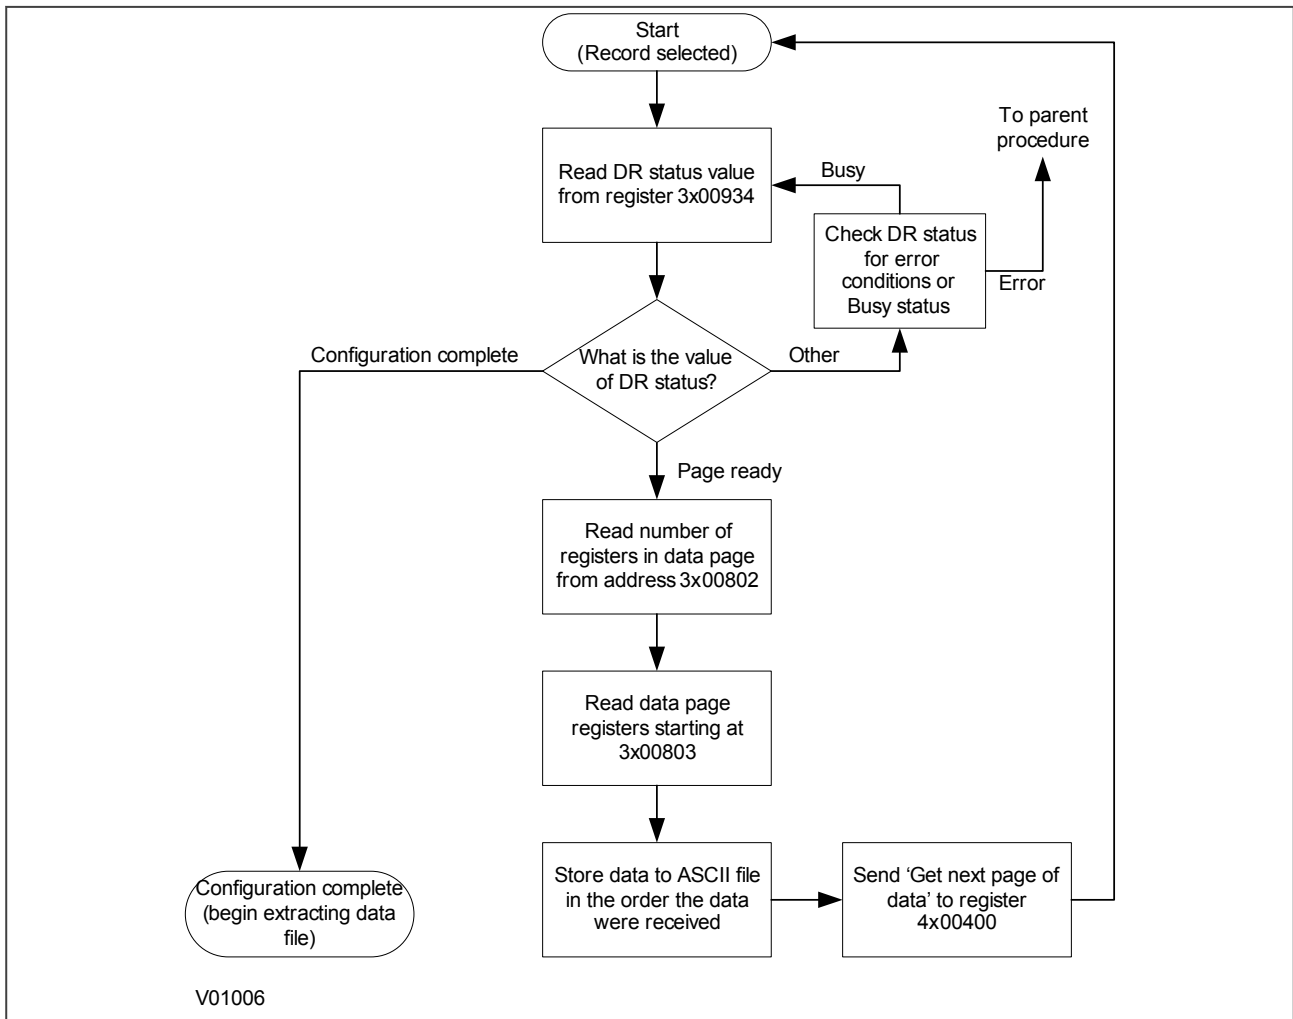 Start
(Record selected)
To parent
procedure
Read DR status value
from register 3x00934
Busy
Check DR status
for error
conditions or
Busy status
Error
What is the value
of DR status?
Configuration complete
Other
Page ready
Read number of
registers in data page
from address 3x00802
Read data page
registers starting at
3x00803
Store data to ASCII file
in the order the data
were received
Send ‘Get next page of
data’ to register
4x00400
Configuration complete
(begin extracting data
file)
V01006